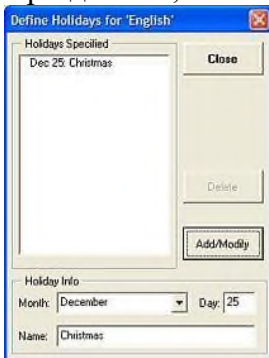 Define Holidays for 'English'
Holidays Specified
Dec 25: Christmas
Close
Delete
Add/Modify
Holiday Info
Month: December Day: 25
Name: Christmas